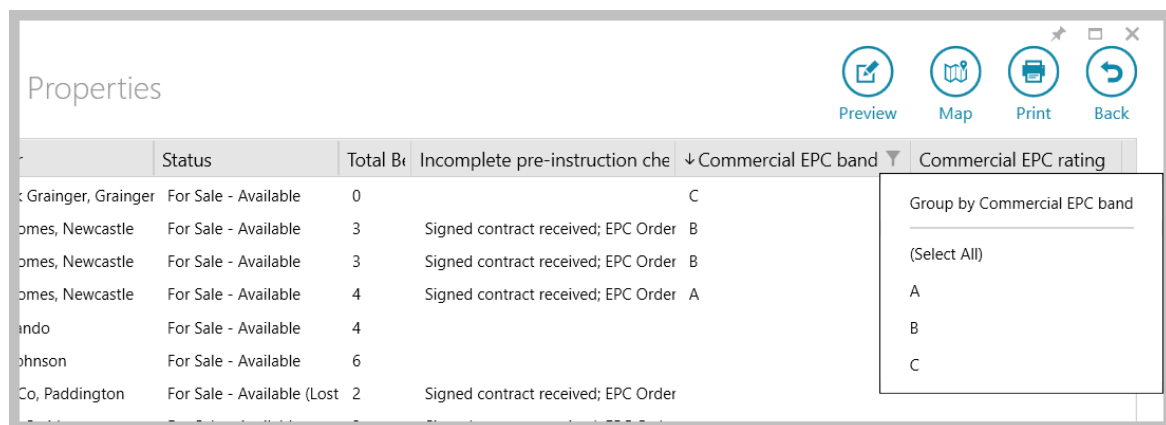 Properties
Preview Map Print Back
Status Total Be Incomplete pre-instruction che ↓Commercial EPC band Commercial EPC rating
Grainger, Grainger For Sale - Available 0 C
omes, Newcastle For Sale - Available 3 Signed contract received; EPC Order B
omes, Newcastle For Sale - Available 3 Signed contract received; EPC Order B
omes, Newcastle For Sale - Available 4 Signed contract received; EPC Order A
ando For Sale - Available 4
ohnson For Sale - Available 6
Co, Paddington For Sale - Available (Lost 2 Signed contract received; EPC Order
Group by Commercial EPC band
(Select All)
A
B
C